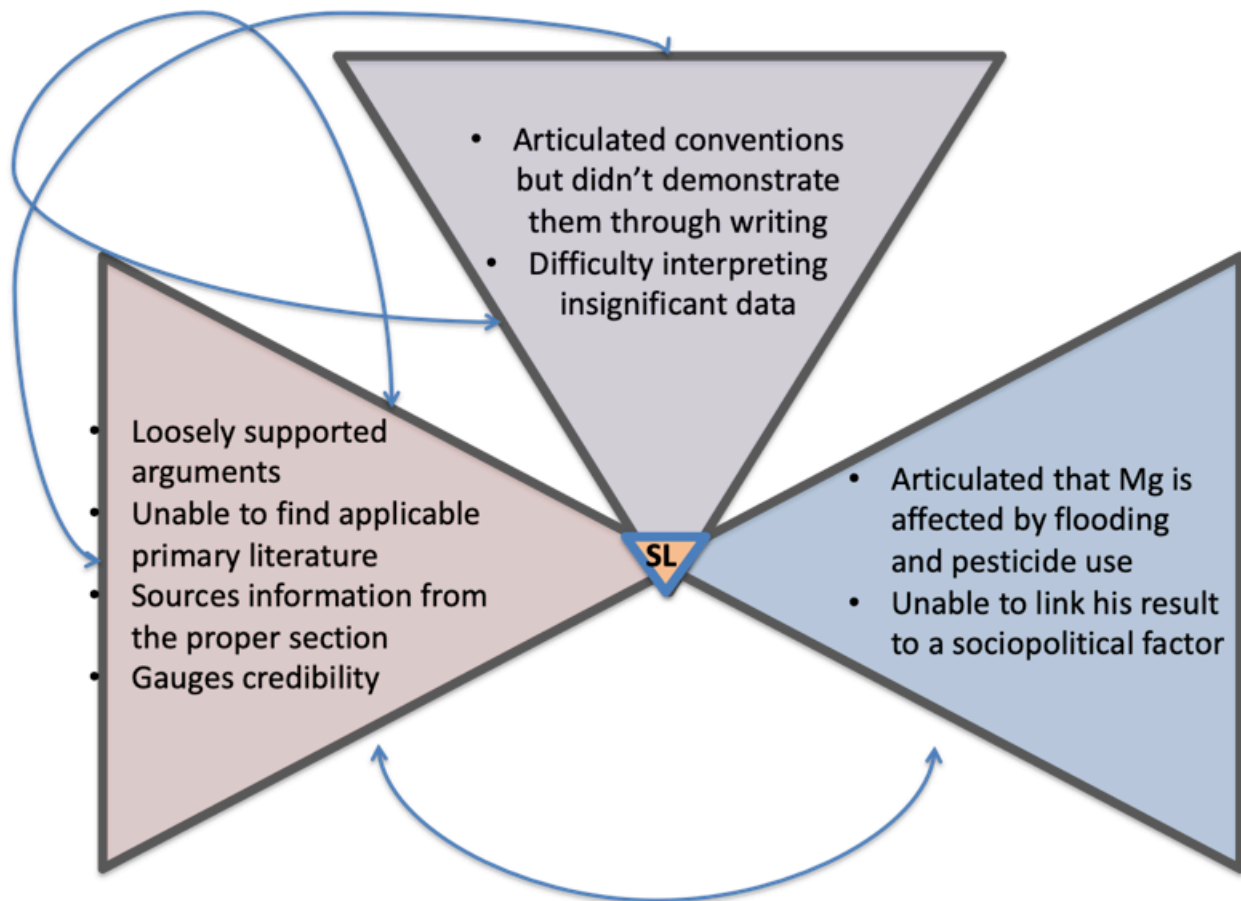 • Articulated conventions
but didn’t demonstrate
them through writing
• Difficulty interpreting
insignificant data
• Loosely supported
arguments
• Unable to find applicable
primary literature
• Sources information from
the proper section
• Gauges credibility
SL
• Articulated that Mg is
affected by flooding
and pesticide use
• Unable to link his result
to a sociopolitical factor